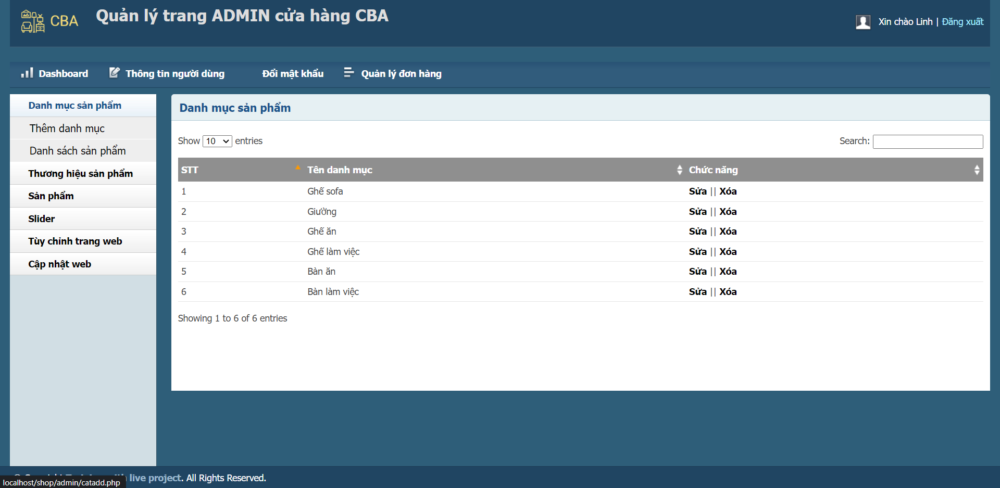 CBA
Quản lý trang ADMIN cửa hàng CBA
Xin chào Linh | Đăng xuất
Dashboard
Thông tin người dùng
Đổi mật khẩu
Quản lý đơn hàng
Danh mục sản phẩm
Thêm danh mục
Danh sách sản phẩm
Thương hiệu sản phẩm
Sản phẩm
Slider
Tùy chỉnh trang web
Cập nhật web
Danh mục sản phẩm
Show 10 entries
Search:
STT Tên danh mục Chức năng
1 Ghế sofa Sửa || Xóa
2 Giường Sửa || Xóa
3 Ghế ăn Sửa || Xóa
4 Ghế làm việc Sửa || Xóa
5 Bàn ăn Sửa || Xóa
6 Bàn làm việc Sửa || Xóa
Showing 1 to 6 of 6 entries
live project. All Rights Reserved.
localhost/shop/admin/catadd.php